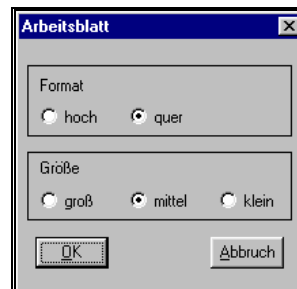 Arbeitsblatt
Format
hoch quer
Größe
groß mittel klein
OK Abbruch